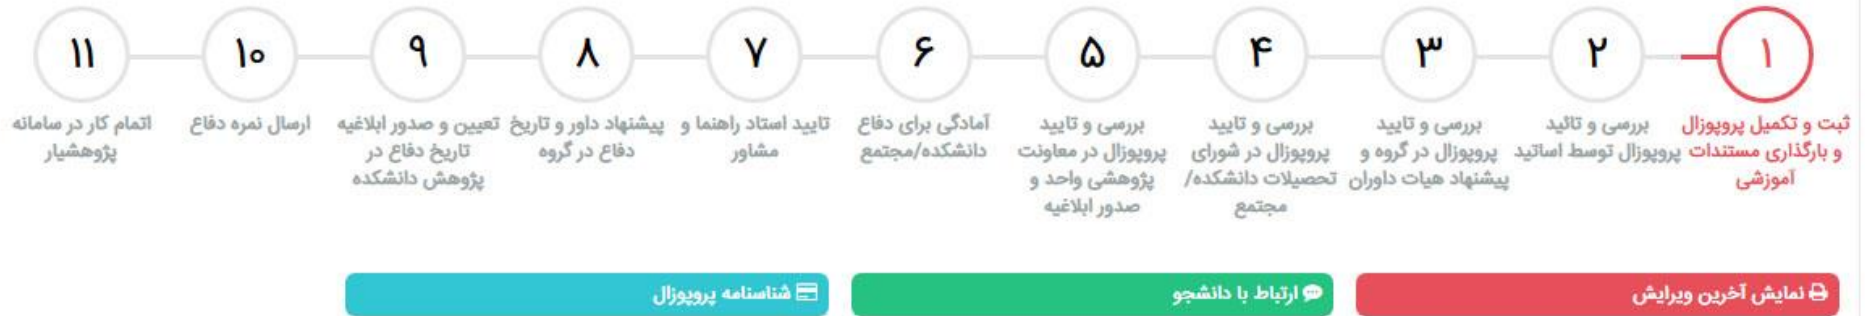 ۱
ثبت و تکمیل پروپوزال
و بارگذاری مستندات
آموزشی
۲
بررسی و تائید
پروپوزال توسط اساتید
۳
بررسی و تایید
پروپوزال در گروه و
پیشنهاد هیات داوران
۴
بررسی و تایید
پروپوزال در شورای
تحصیلات دانشکده/
مجتمع
۵
بررسی و تایید
پروپوزال در معاونت
پژوهشی واحد و
صدور ابلاغیه
۶
آمادگی برای دفاع
دانشکده/مجتمع
۷
تایید استاد راهنما و
مشاور
۸
پیشنهاد داور و تاریخ
دفاع در گروه
۹
تعیین و صدور ابلاغیه
تاریخ دفاع در
پژوهش دانشکده
۱۰
ارسال نمره دفاع
۱۱
اتمام کار در سامانه
پژوهشیار
نمایش آخرین ویرایش
ارتباط با دانشجو
شناسنامه پروپوزال